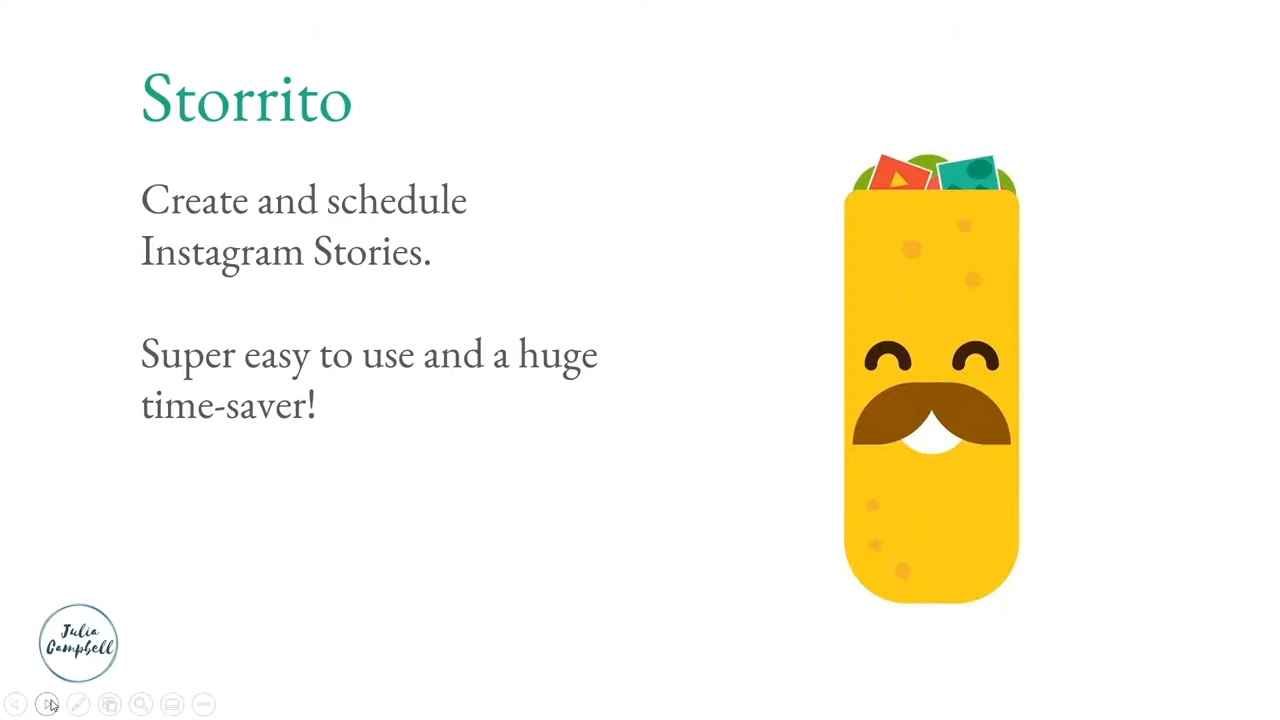 Storrito
Create and schedule
Instagram Stories.
Super easy to use and a huge
time-saver!
Julia
Campbell